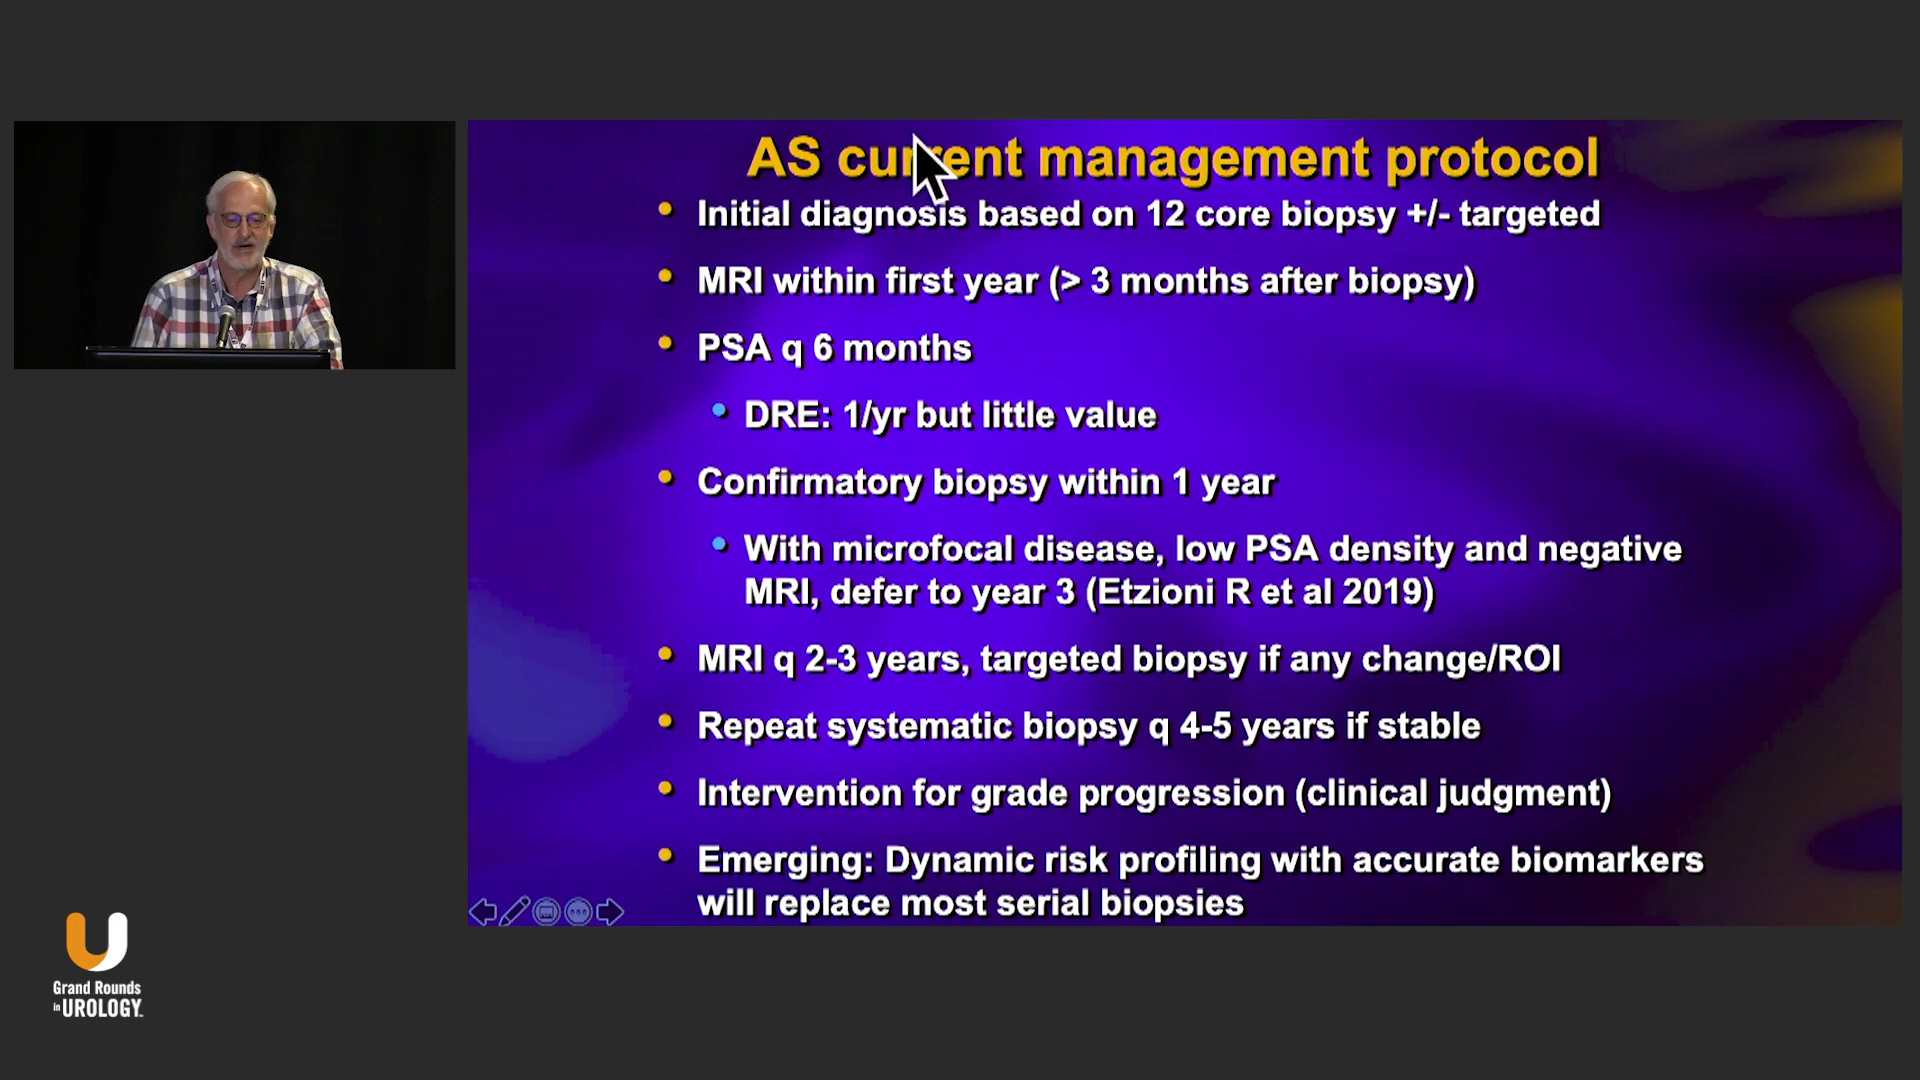 AS current management protocol
Initial diagnosis based on 12 core biopsy +/- targeted
MRI within first year (> 3 months after biopsy)
PSA q 6 months
DRE: 1/yr but little value
Confirmatory biopsy within 1 year
With microfocal disease, low PSA density and negative
MRI, defer to year 3 (Etzioni R et al 2019)
MRI q 2-3 years, targeted biopsy if any change/ROI
Repeat systematic biopsy q 4-5 years if stable
Intervention for grade progression (clinical judgment)
Emerging: Dynamic risk profiling with accurate biomarkers
will replace most serial biopsies
Grand Rounds
in UROLOGY